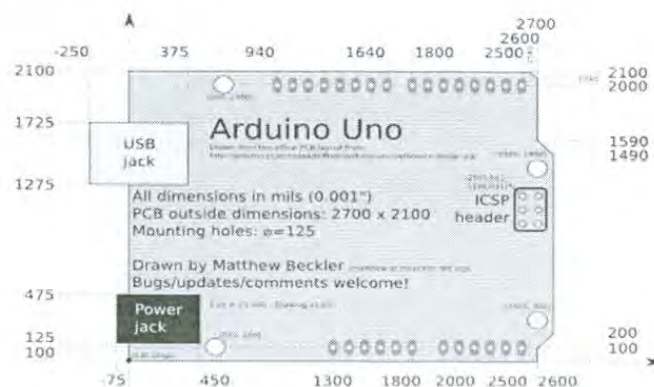 2700
2600
-250 375 940 1640 1800 2500
2100 2100
2000
1725
USB
jack
Arduino Uno
1590
1490
1275
All dimensions in mils (0.001")
PCB outside dimensions: 2700 x 2100
Mounting holes: ø=125
ICSP
header
Drawn by Matthew Beckler
Bugs/updates/comments welcome!
475
Power
jack
125
100
200
100
-75 450 1300 1800 2500 2600